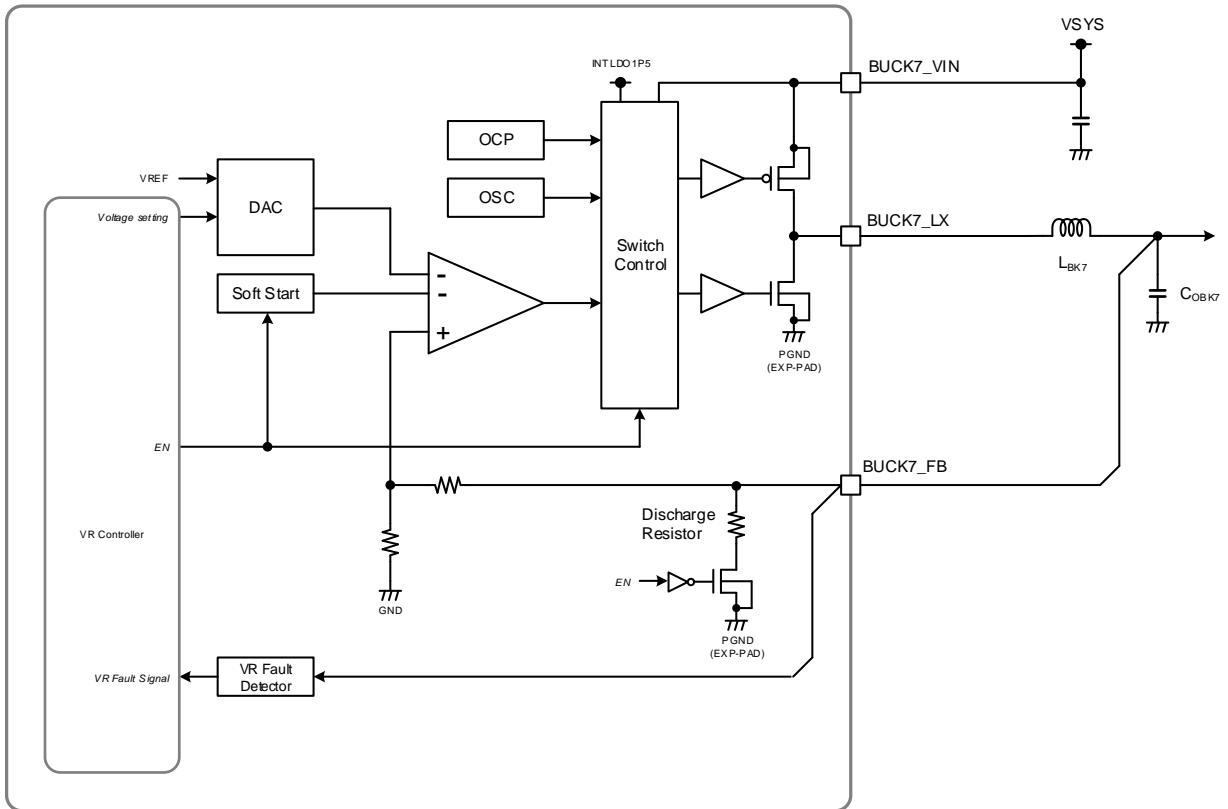 VSYS
INTLDO1P5
BUCK7_VIN
OCP
VREF
DAC
OSC
Voltage setting
BUCK7_LX
Switch
Control
LBK7
Soft Start
-
-
+
COBK7
PGND
(EXP-PAD)
EN
BUCK7_FB
Discharge
Resistor
VR Controller
EN
GND
PGND
(EXP-PAD)
VR Fault Signal
VR Fault
Detector